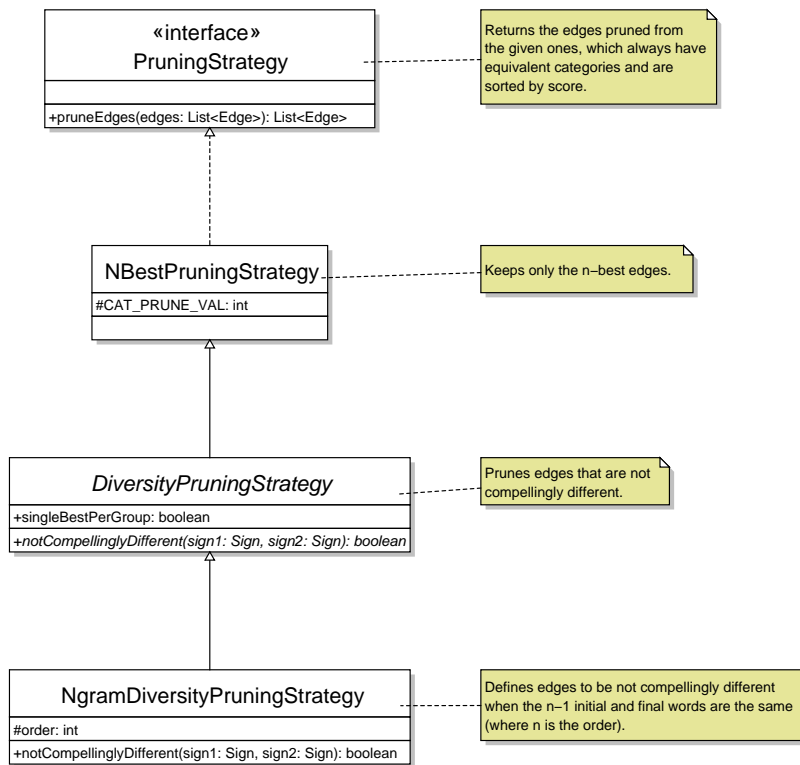 «interface»
PruningStrategy
+pruneEdges(edges: List<Edge>): List<Edge>
Returns the edges pruned from
the given ones, which always have
equivalent categories and are
sorted by score.
NBestPruningStrategy
#CAT_PRUNE_VAL: int
Keeps only the n–best edges.
DiversityPruningStrategy
+singleBestPerGroup: boolean
+notCompellinglyDifferent(sign1: Sign, sign2: Sign): boolean
Prunes edges that are not
compellingly different.
NgramDiversityPruningStrategy
#order: int
+notCompellinglyDifferent(sign1: Sign, sign2: Sign): boolean
Defines edges to be not compellingly different
when the n–1 initial and final words are the same
(where n is the order).